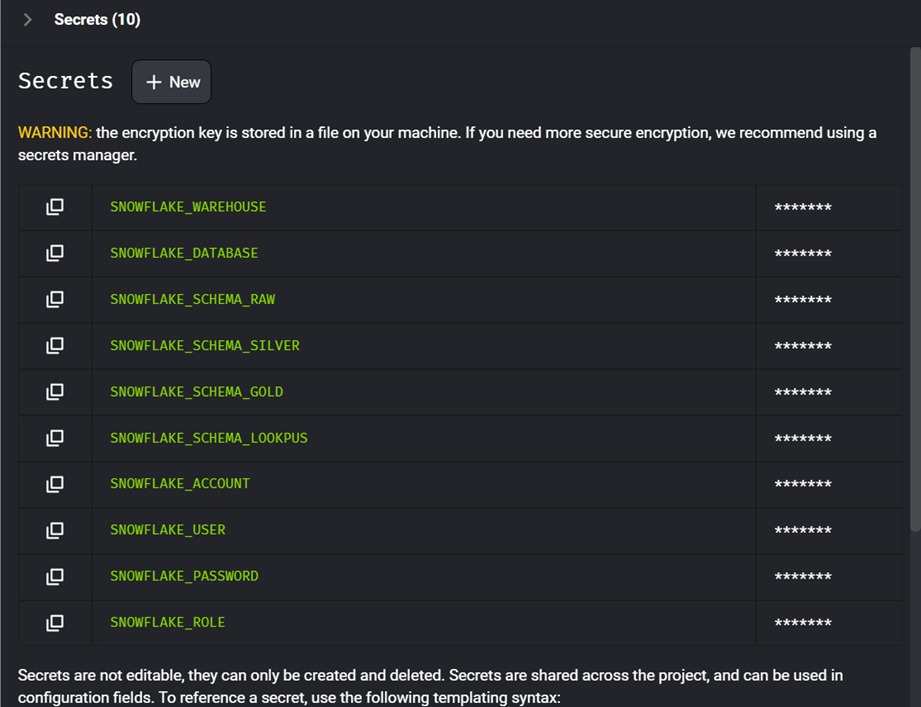 Secrets (10)
Secrets
+ New
WARNING: the encryption key is stored in a file on your machine. If you need more secure encryption, we recommend using a
secrets manager.
SNOWFLAKE_WAREHOUSE *******
SNOWFLAKE_DATABASE *******
SNOWFLAKE_SCHEMA_RAW *******
SNOWFLAKE_SCHEMA_SILVER *******
SNOWFLAKE_SCHEMA_GOLD *******
SNOWFLAKE_SCHEMA_LOOKPUS *******
SNOWFLAKE_ACCOUNT *******
SNOWFLAKE_USER *******
SNOWFLAKE_PASSWORD *******
SNOWFLAKE_ROLE *******
Secrets are not editable, they can only be created and deleted. Secrets are shared across the project, and can be used in
configuration fields. To reference a secret, use the following templating syntax: